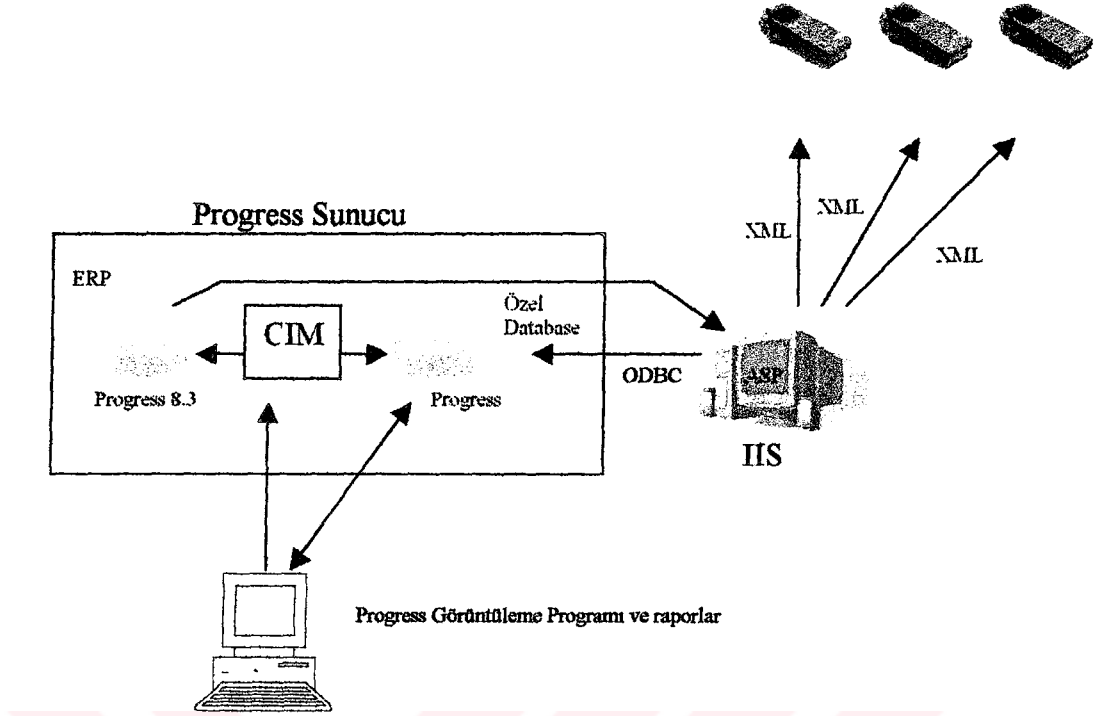 XML
XML
XML
Progress Sunucu
ERP
Özel
Database
CIM
ODBC
ASP
Progress 8.3
Progress
IIS
Progress Görüntüleme Programı ve raporlar